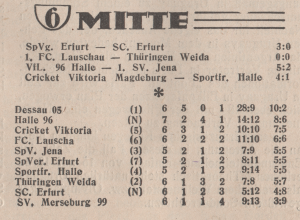 6 MITTE
SpVg. Erfurt — SC. Erfurt 3:0
1. FC. Lauschau — Thüringen Weida 0:0
VfL. 96 Halle — 1. SV. Jena 5:2
Cricket Viktoria Magdeburg — Sportfr. Halle 4:1
*
Dessau 05 (1) 6 5 0 1 28:9 10:2
Halle 96 (N) 7 2 4 1 14:12 8:6
Cricket Viktoria (5) 6 3 1 2 10:10 7:5
FC. Lauscha (6) 6 2 2 2 11:10 6:6
SpV. Jena (3) 5 2 1 2 7:9 5:5
SpVer. Erfurt (7) 5 2 1 2 8:11 5:5
Sportfr. Halle (4) 5 2 1 2 9:14 5:5
Thüringen Weida (2) 6 1 3 2 7:8 5:7
SC. Erfurt (N) 6 1 2 3 5:12 4:8
SV. Merseburg 99 6 1 1 4 9:13 3:9